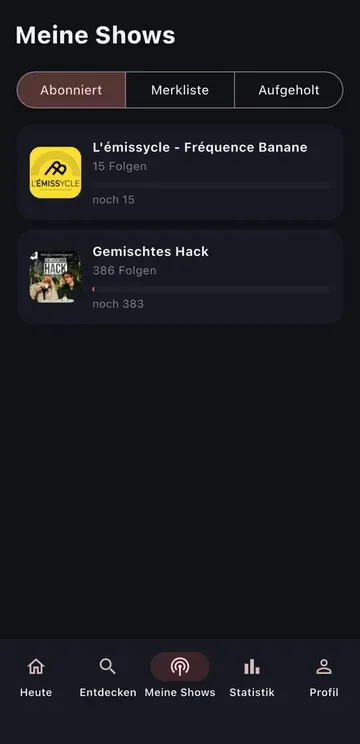 Meine Shows
Abonniert
Merkliste
Aufgeholt
L'ÉMISSYCLE
L'émissycle - Fréquence Banane
15 Folgen
noch 15
HACK
Gemischtes Hack
386 Folgen
noch 383
Heute
Entdecken
Meine Shows
Statistik
Profil